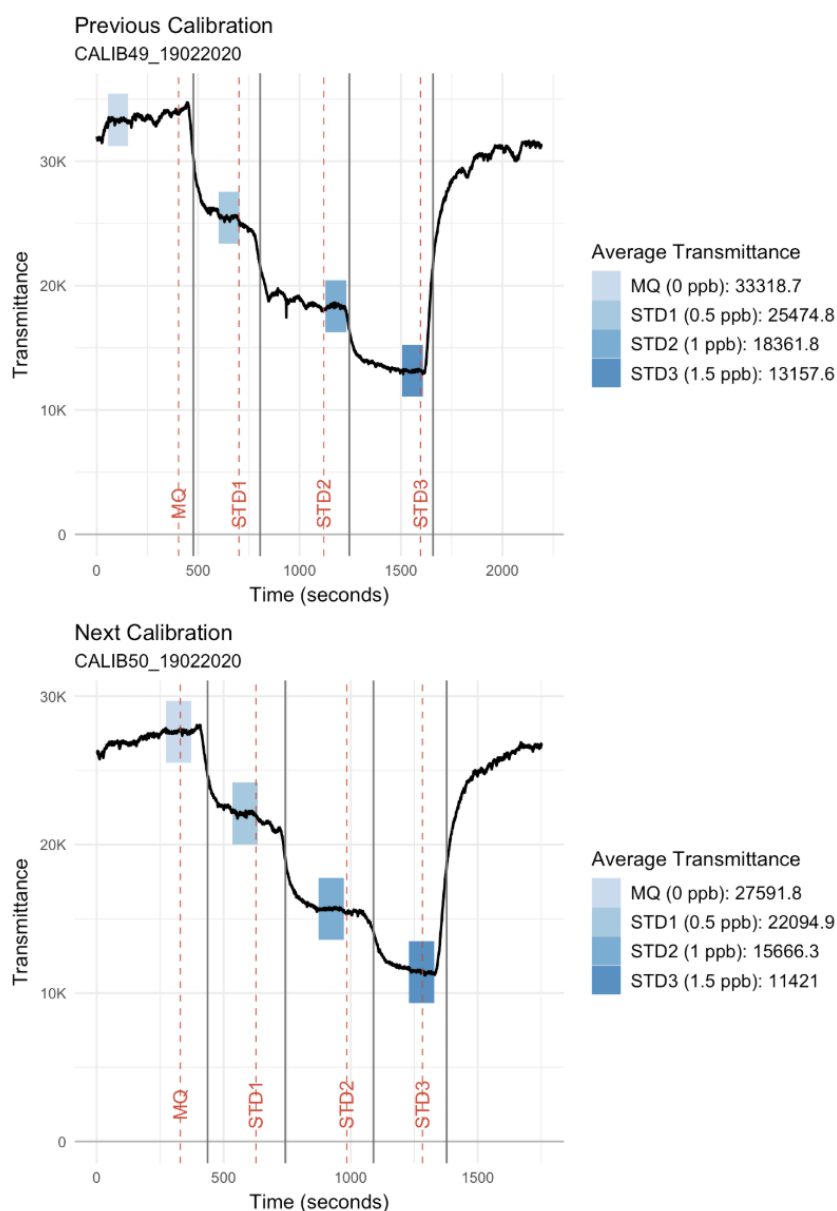 Previous Calibration
CALIB49_19022020
30K
20K
10K
0
Transmittance
MQ
STD1
STD2
STD3
0
500
1000
1500
2000
Time (seconds)
Average Transmittance
MQ (0 ppb): 33318.7
STD1 (0.5 ppb): 25474.8
STD2 (1 ppb): 18361.8
STD3 (1.5 ppb): 13157.6
Next Calibration
CALIB50_19022020
30K
20K
10K
0
Transmittance
MQ
STD1
STD2
STD3
0
500
1000
1500
Time (seconds)
Average Transmittance
MQ (0 ppb): 27591.8
STD1 (0.5 ppb): 22094.9
STD2 (1 ppb): 15666.3
STD3 (1.5 ppb): 11421